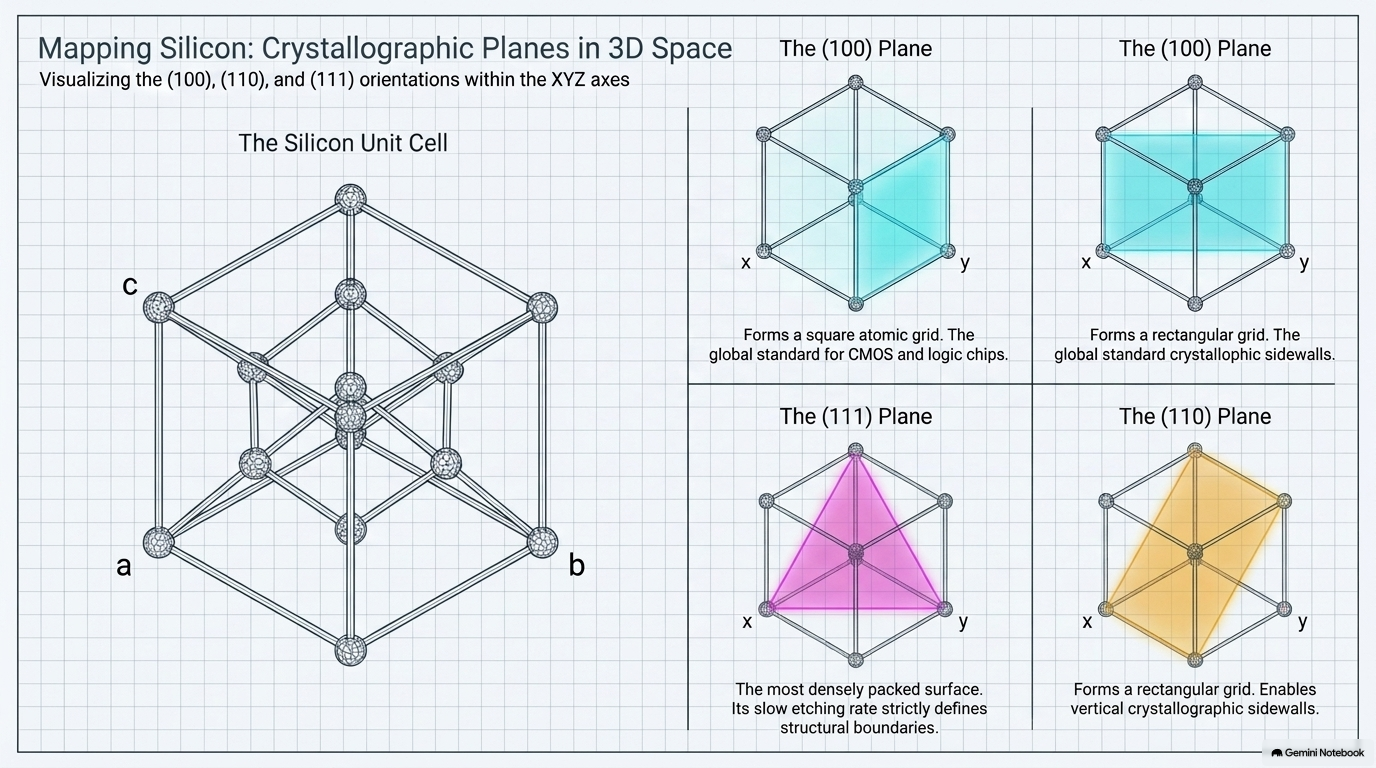 Mapping Silicon: Crystallographic Planes in 3D Space
Visualizing the (100), (110), and (111) orientations within the XYZ axes
The Silicon Unit Cell
c
a
b
The (100) Plane
x
y
Forms a square atomic grid. The
global standard for CMOS and logic chips.
The (100) Plane
x
y
Forms a rectangular grid. The
global standard crystallophic sidewalls.
The (111) Plane
x
y
The most densely packed surface.
Its slow etching rate strictly defines
structural boundaries.
The (110) Plane
x
y
Forms a rectangular grid. Enables
vertical crystallographic sidewalls.
Gemini Notebook